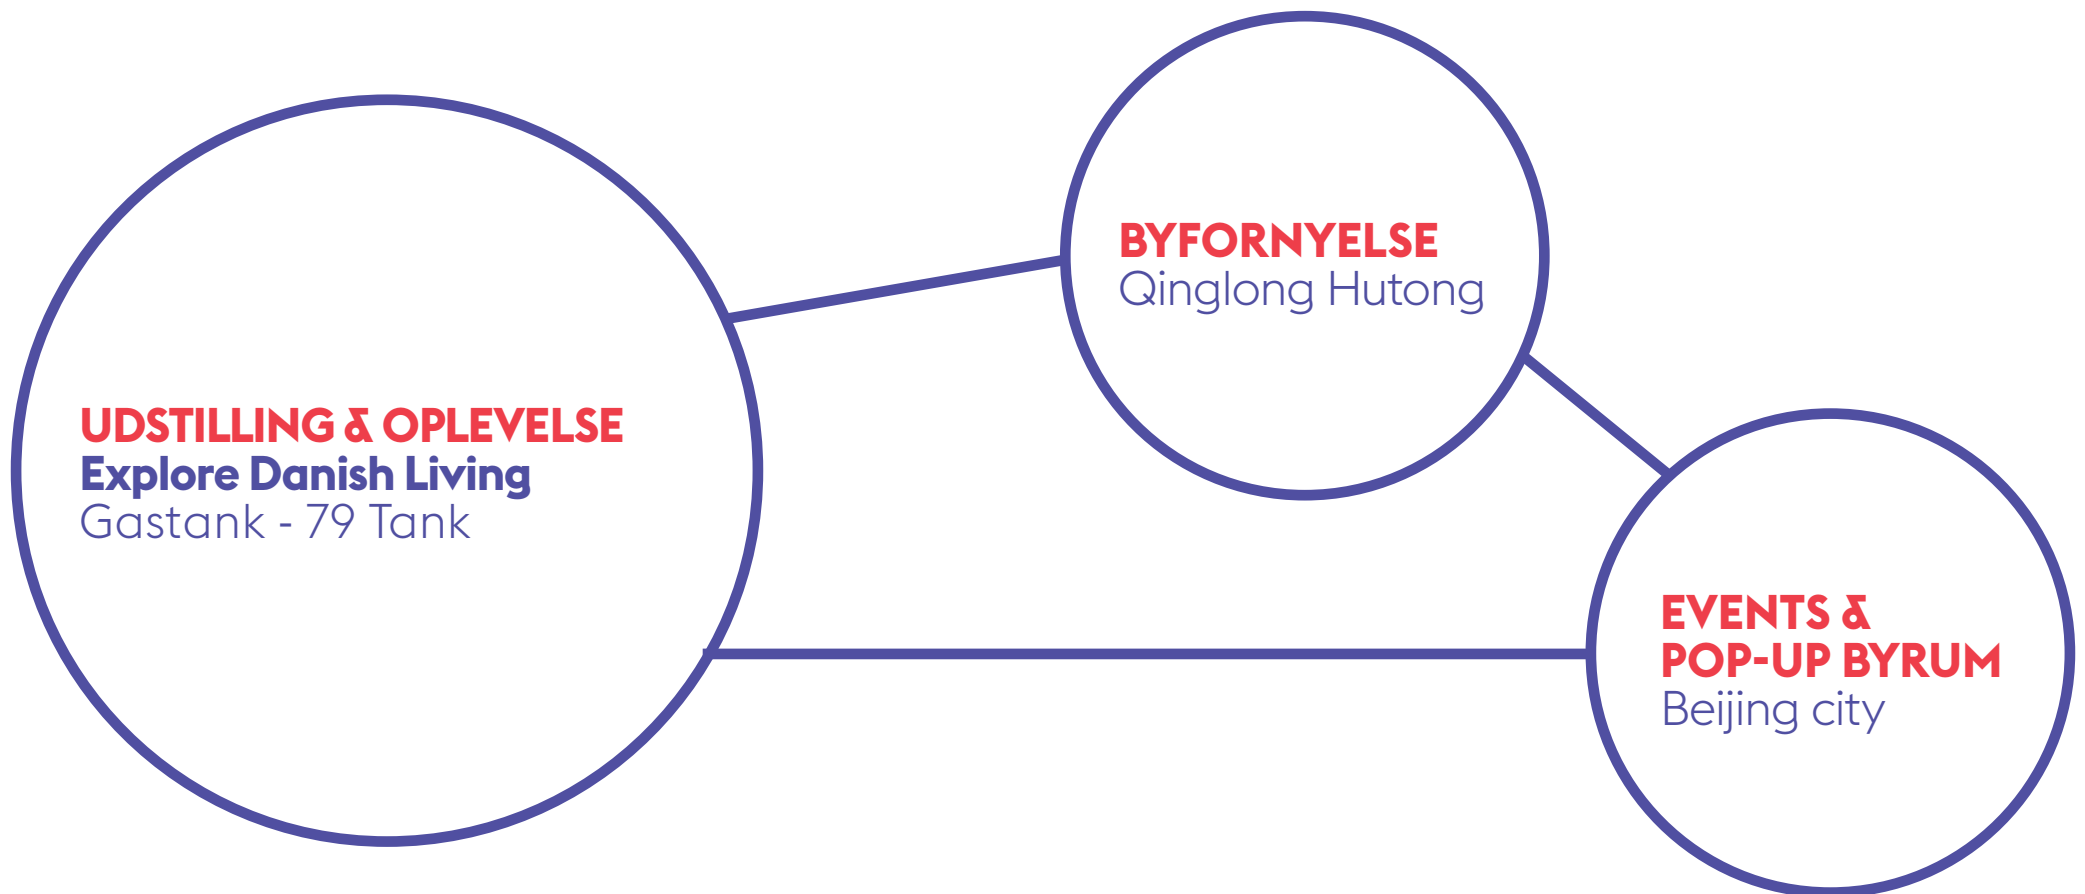 UDSTILLING & OPLEVELSE
Explore Danish Living
Gastank - 79 Tank
BYFORNYELSE
Qinglong Hutong
EVENTS &
POP-UP BYRUM
Beijing city